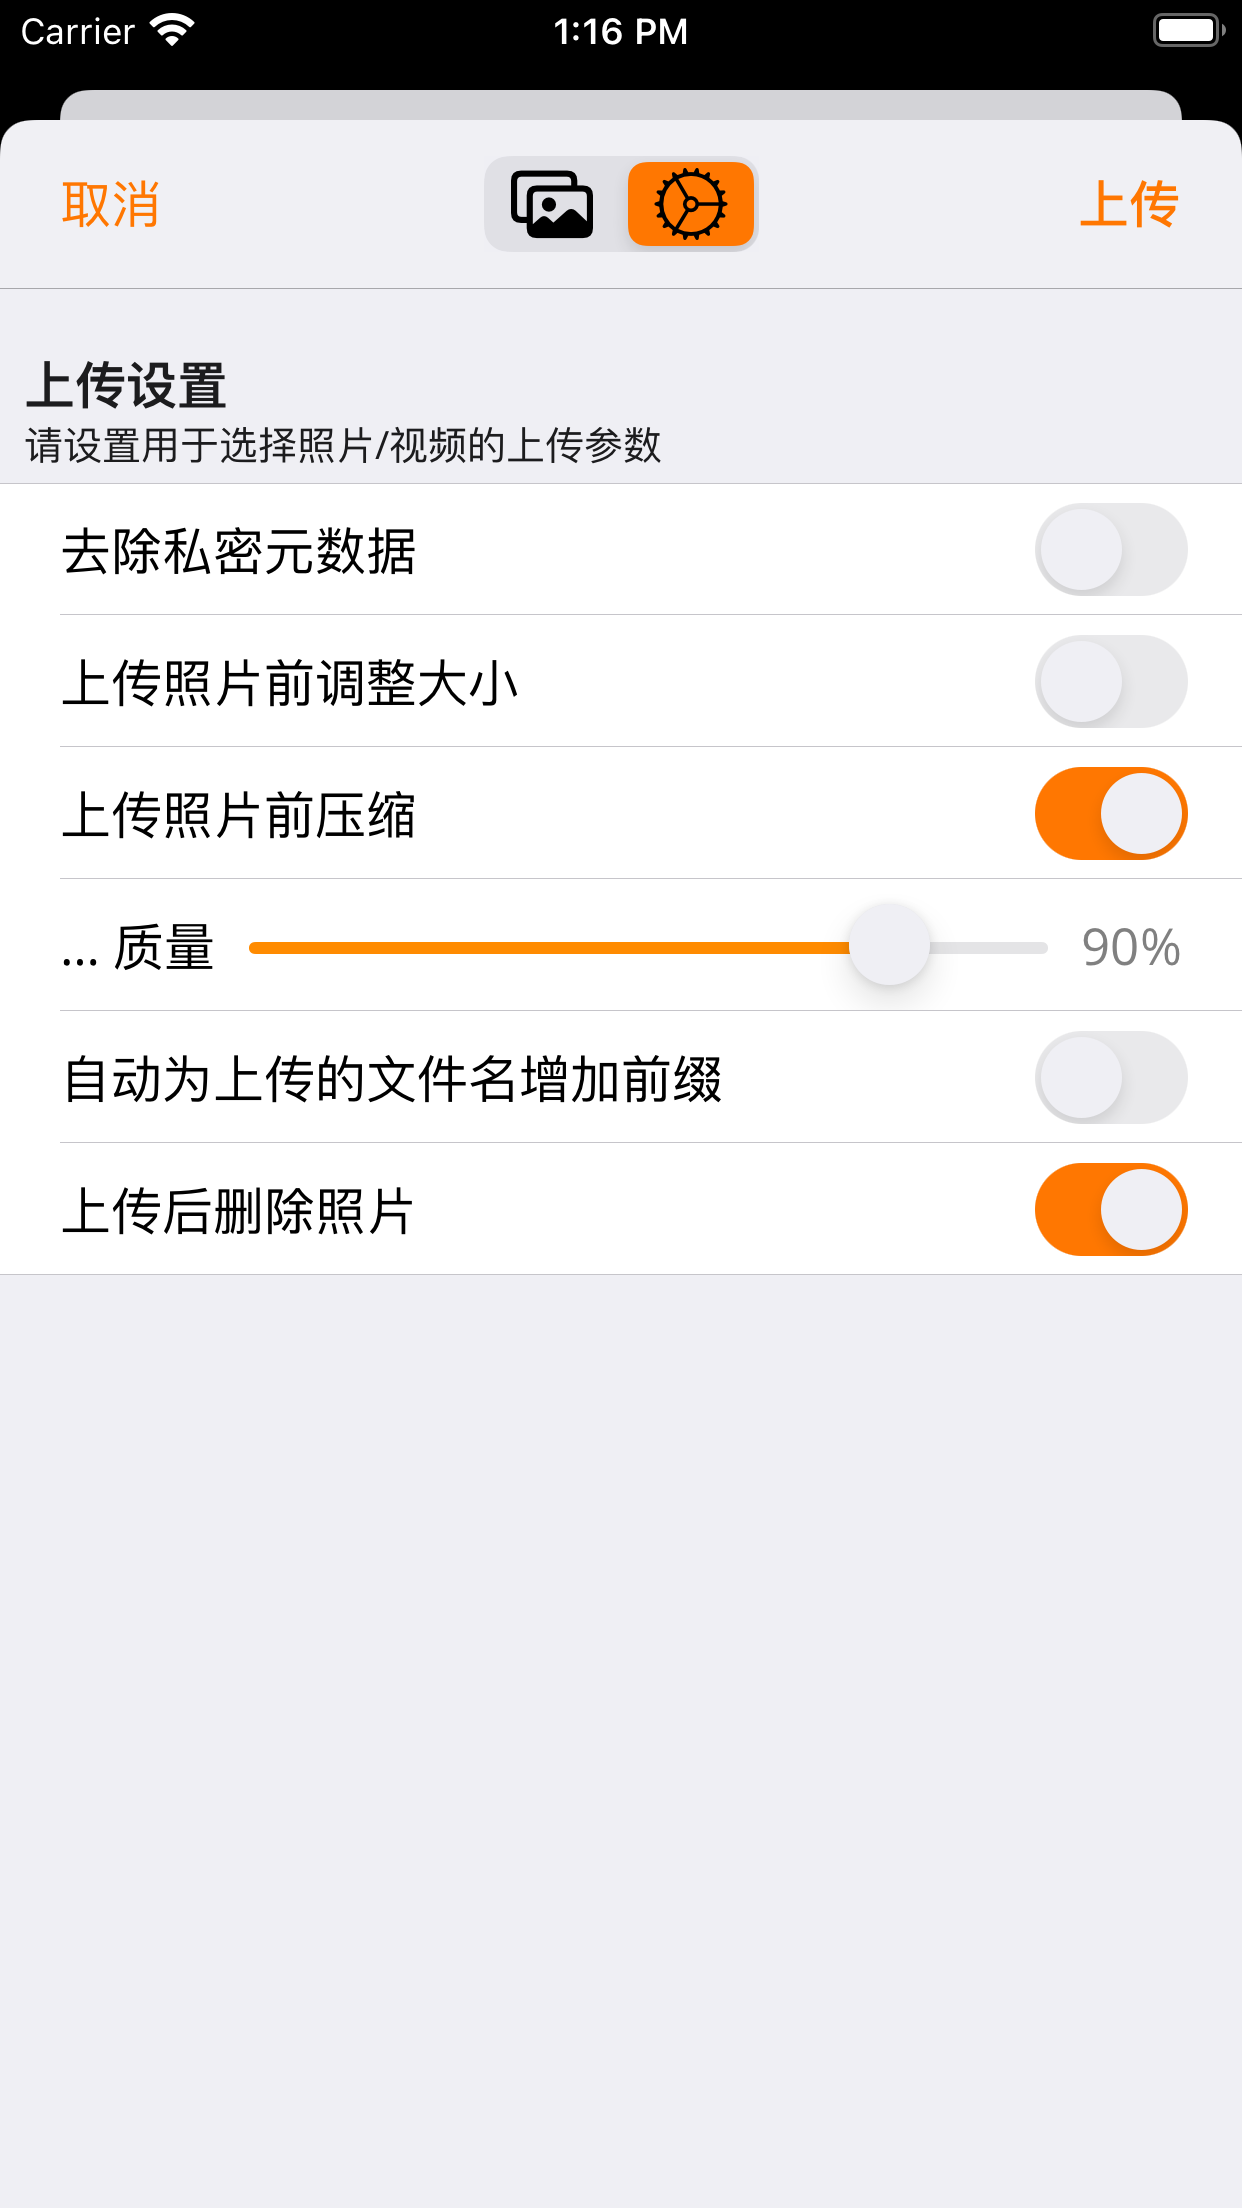 Carrier 1:16 PM
取消 上传
上传设置
请设置用于选择照片/视频的上传参数
去除私密元数据
上传照片前调整大小
上传照片前压缩
... 质量 90%
自动为上传的文件名增加前缀
上传后删除照片